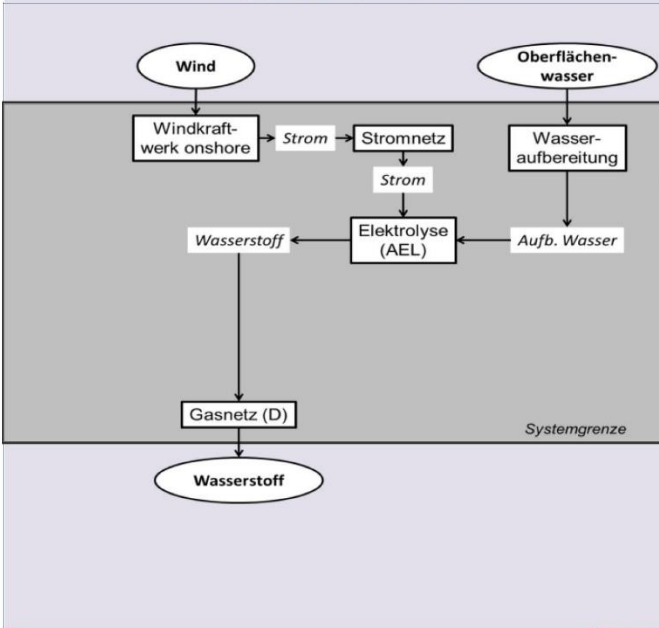 Wind
Oberflächen-
wasser
Windkraft-
werk onshore
Strom
Stromnetz
Wasser-
aufbereitung
Strom
Wasserstoff
Elektrolyse
(AEL)
Aufb. Wasser
Gasnetz (D)
Systemgrenze
Wasserstoff